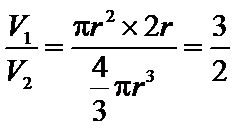 V₁/V₂ = (πr² × 2r)/(4/3 πr³) = 3/2